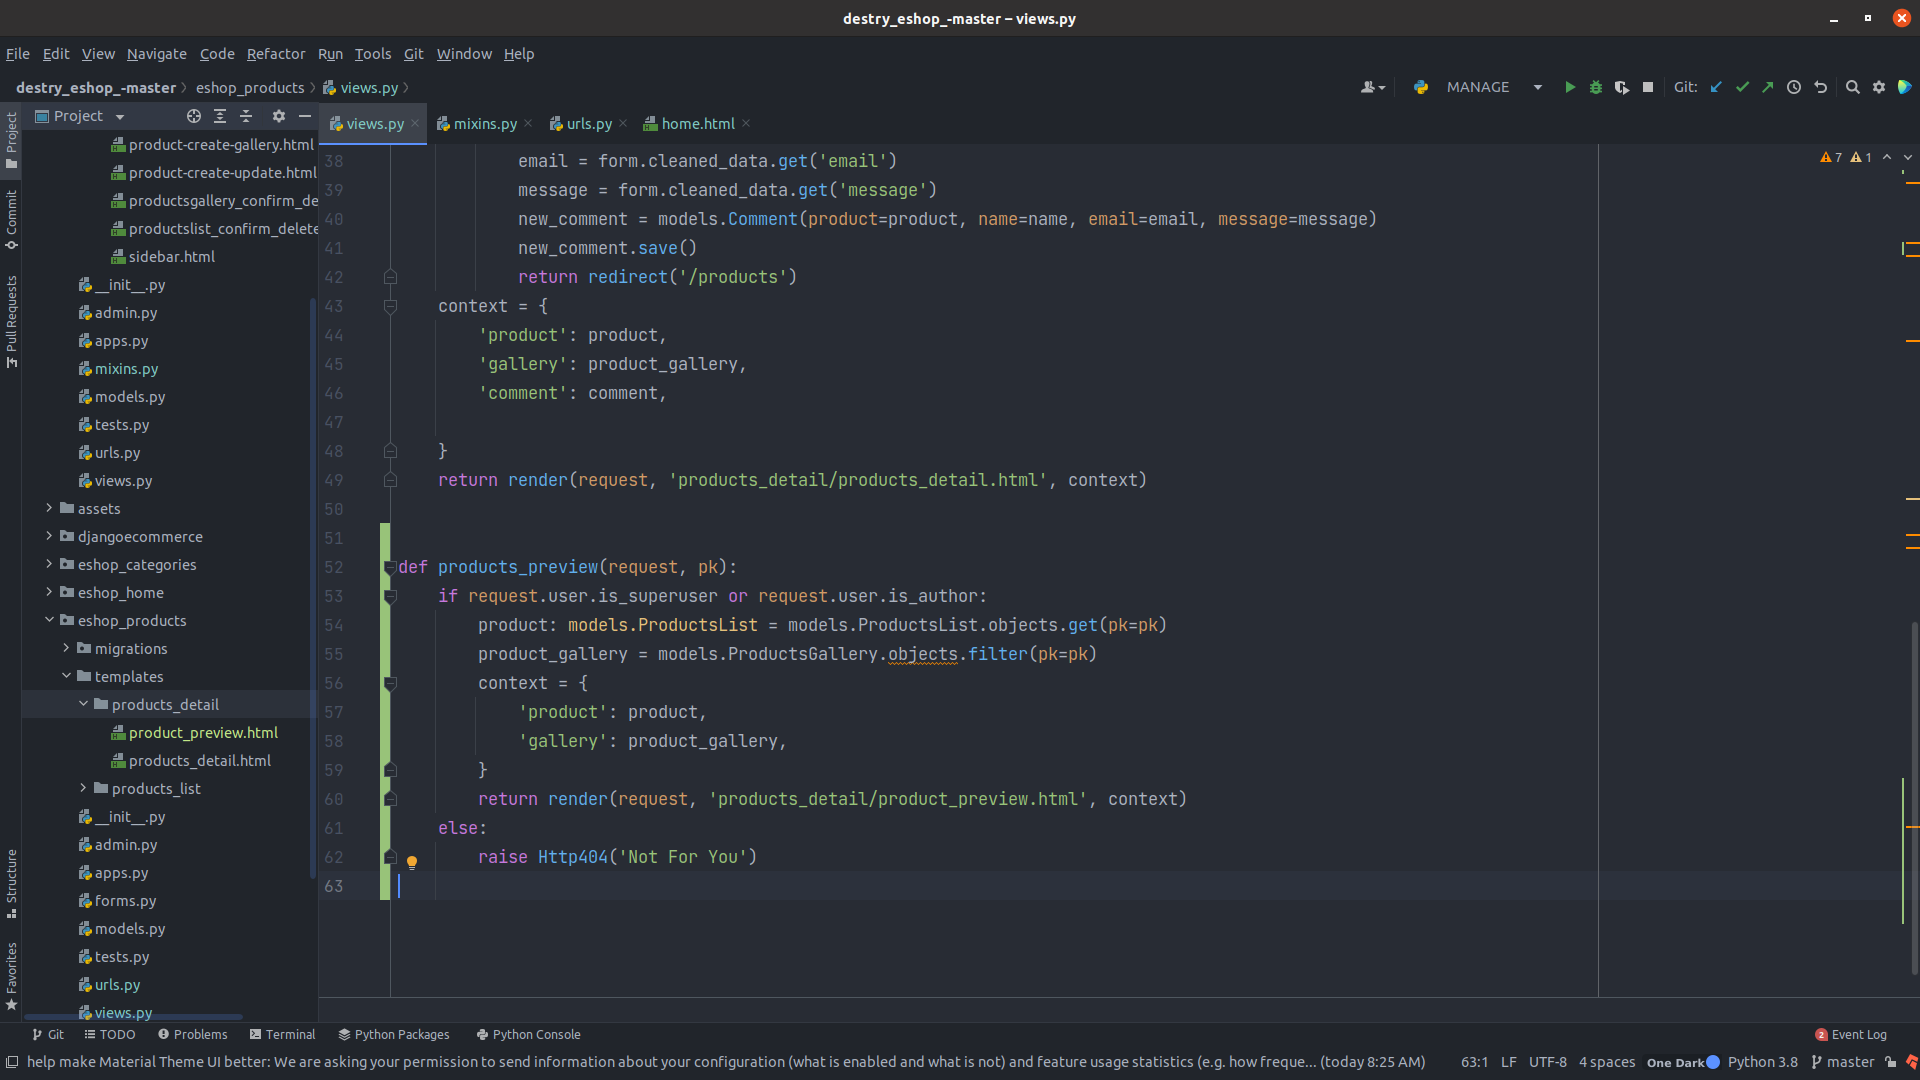 destry_eshop_-master – views.py
File Edit View Navigate Code Refactor Run Tools Git Window Help
destry_eshop_-master eshop_products views.py
MANAGE Git:
Project
views.py mixins.py urls.py home.html
Project
Commit
Pull Requests
Structure
Favorites
product-create-gallery.html
product-create-update.html
productsgallery_confirm_de
productslist_confirm_delete
sidebar.html
__init__.py
admin.py
apps.py
mixins.py
models.py
tests.py
urls.py
views.py
assets
djangoecommerce
eshop_categories
eshop_home
eshop_products
migrations
templates
products_detail
product_preview.html
products_detail.html
products_list
__init__.py
admin.py
apps.py
forms.py
models.py
tests.py
urls.py
views.py
7 1
38 email = form.cleaned_data.get('email')
39 message = form.cleaned_data.get('message')
40 new_comment = models.Comment(product=product, name=name, email=email, message=message)
41 new_comment.save()
42 return redirect('/products')
43 context = {
44 'product': product,
45 'gallery': product_gallery,
46 'comment': comment,
47
48 }
49 return render(request, 'products_detail/products_detail.html', context)
50
51
52 def products_preview(request, pk):
53 if request.user.is_superuser or request.user.is_author:
54 product: models.ProductsList = models.ProductsList.objects.get(pk=pk)
55 product_gallery = models.ProductsGallery.objects.filter(pk=pk)
56 context = {
57 'product': product,
58 'gallery': product_gallery,
59 }
60 return render(request, 'products_detail/product_preview.html', context)
61 else:
62 raise Http404('Not For You')
63
Git TODO Problems Terminal Python Packages Python Console 2 Event Log
help make Material Theme UI better: We are asking your permission to send information about your configuration (what is enabled and what is not) and feature usage statistics (e.g. how freque... (today 8:25 AM) 63:1 LF UTF-8 4 spaces One Dark Python 3.8 master